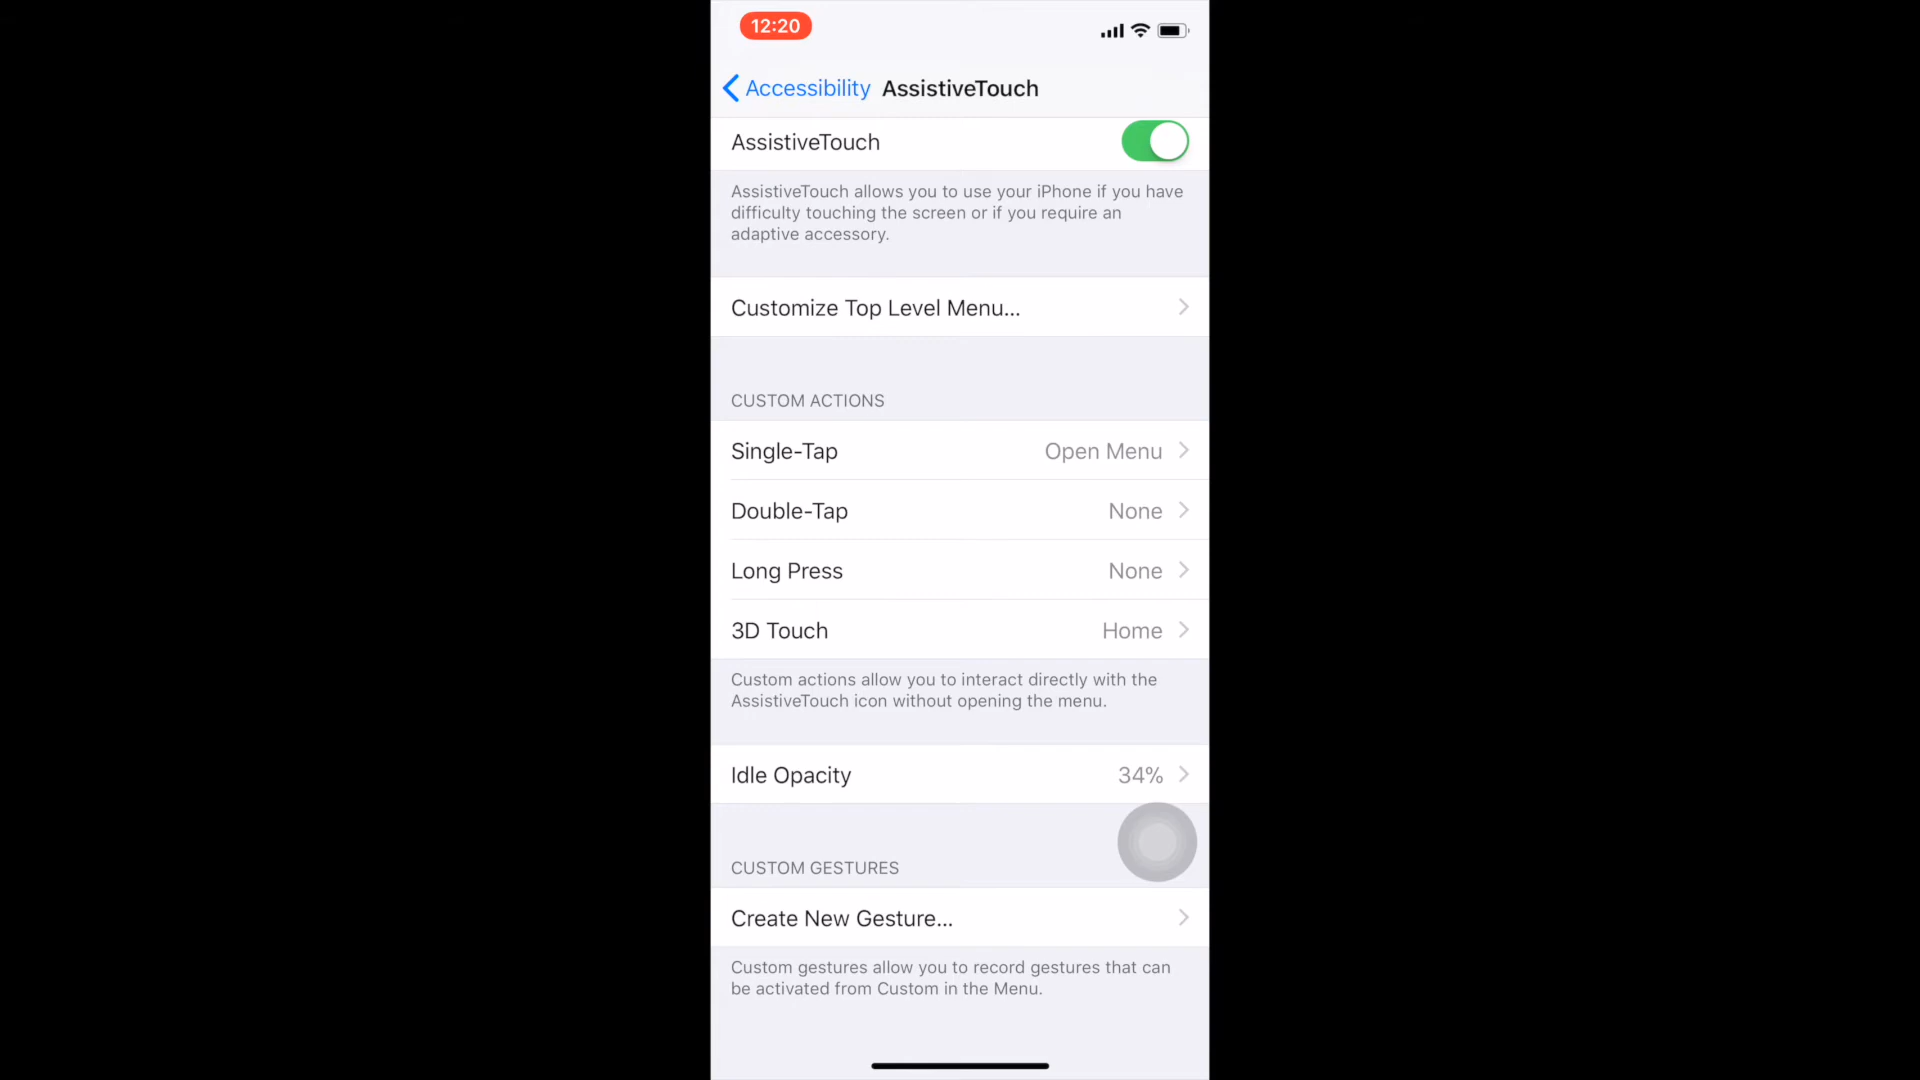 12:20
Accessibility AssistiveTouch
AssistiveTouch
AssistiveTouch allows you to use your iPhone if you have
difficulty touching the screen or if you require an
adaptive accessory.
Customize Top Level Menu...
CUSTOM ACTIONS
Single-Tap Open Menu
Double-Tap None
Long Press None
3D Touch Home
Custom actions allow you to interact directly with the
AssistiveTouch icon without opening the menu.
Idle Opacity 34%
CUSTOM GESTURES
Create New Gesture...
Custom gestures allow you to record gestures that can
be activated from Custom in the Menu.